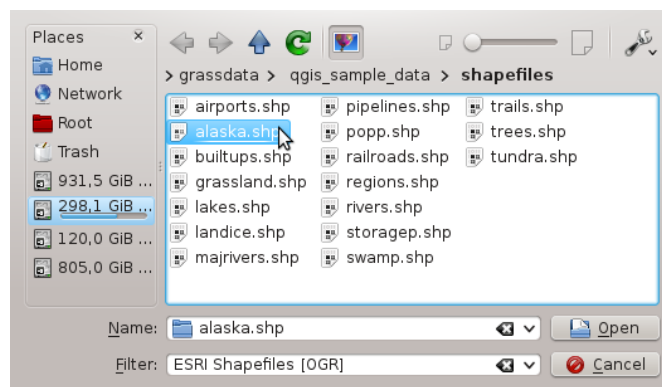 Places
Home
Network
Root
Trash
931,5 GiB ...
298,1 GiB ...
120,0 GiB ...
805,0 GiB ...
> grassdata > qgis_sample_data > shapefiles
airports.shp
alaska.shp
builtups.shp
grassland.shp
lakes.shp
landice.shp
majrivers.shp
pipelines.shp
popp.shp
railroads.shp
regions.shp
rivers.shp
storagep.shp
swamp.shp
trails.shp
trees.shp
tundra.shp
Name: alaska.shp Open
Filter: ESRI Shapefiles [OGR] Cancel